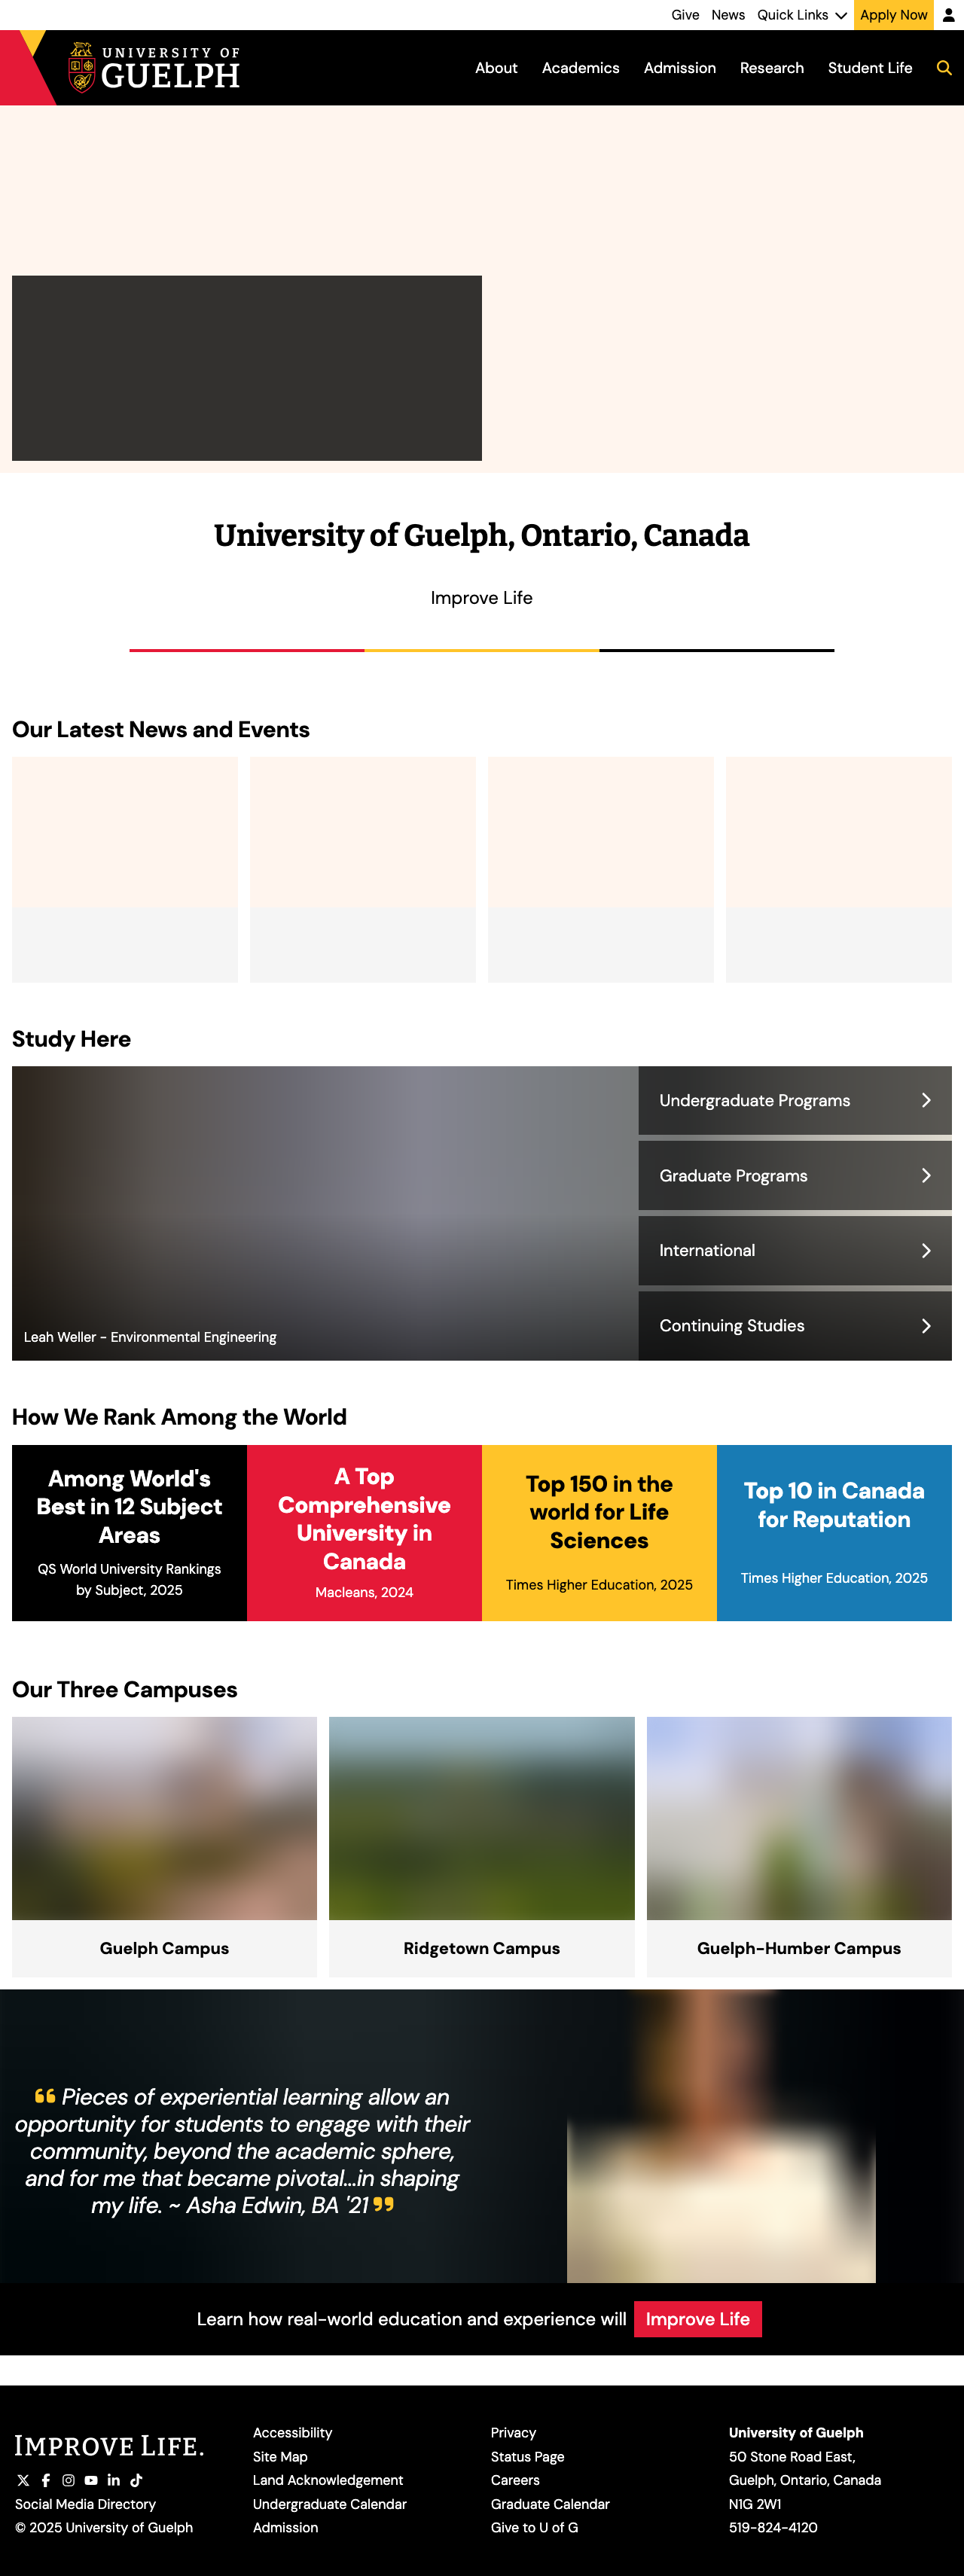 Give News Quick Links Apply Now
UNIVERSITY OF
GUELPH
About Academics Admission Research Student Life
University of Guelph, Ontario, Canada
Improve Life
Our Latest News and Events
Study Here
Undergraduate Programs
Graduate Programs
International
Continuing Studies
Leah Weller - Environmental Engineering
How We Rank Among the World
Among World's
Best in 12 Subject
Areas
QS World University Rankings
by Subject, 2025
A Top
Comprehensive
University in
Canada
Macleans, 2024
Top 150 in the
world for Life
Sciences
Times Higher Education, 2025
Top 10 in Canada
for Reputation
Times Higher Education, 2025
Our Three Campuses
Guelph Campus
Ridgetown Campus
Guelph-Humber Campus
“ Pieces of experiential learning allow an
opportunity for students to engage with their
community, beyond the academic sphere,
and for me that became pivotal...in shaping
my life. ~ Asha Edwin, BA '21 ”
Learn how real-world education and experience will Improve Life
IMPROVE LIFE.
Social Media Directory
© 2025 University of Guelph
Accessibility
Site Map
Land Acknowledgement
Undergraduate Calendar
Admission
Privacy
Status Page
Careers
Graduate Calendar
Give to U of G
University of Guelph
50 Stone Road East,
Guelph, Ontario, Canada
N1G 2W1
519-824-4120